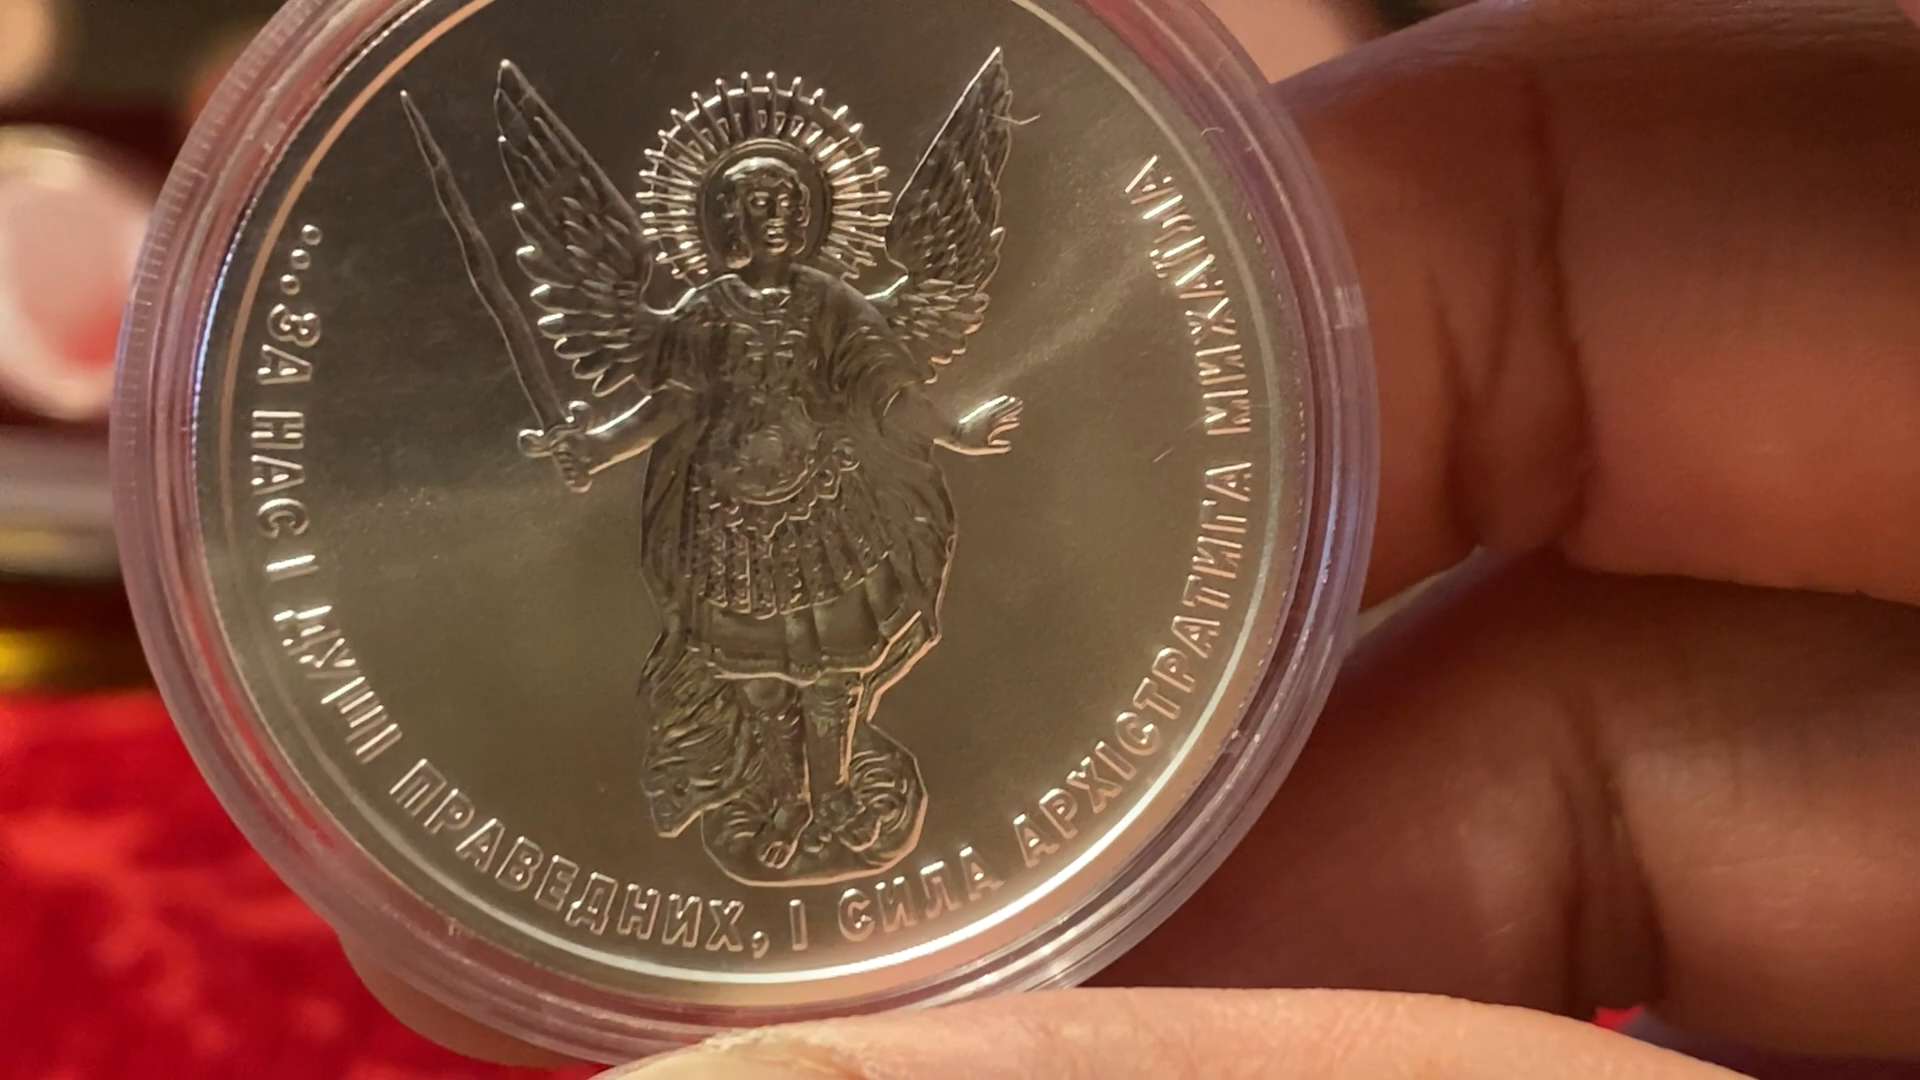 ...ЗА НАС І ДУШІ ПРАВЕДНИХ, І СИЛА АРХІСТРАТИГА МИХАЇЛА